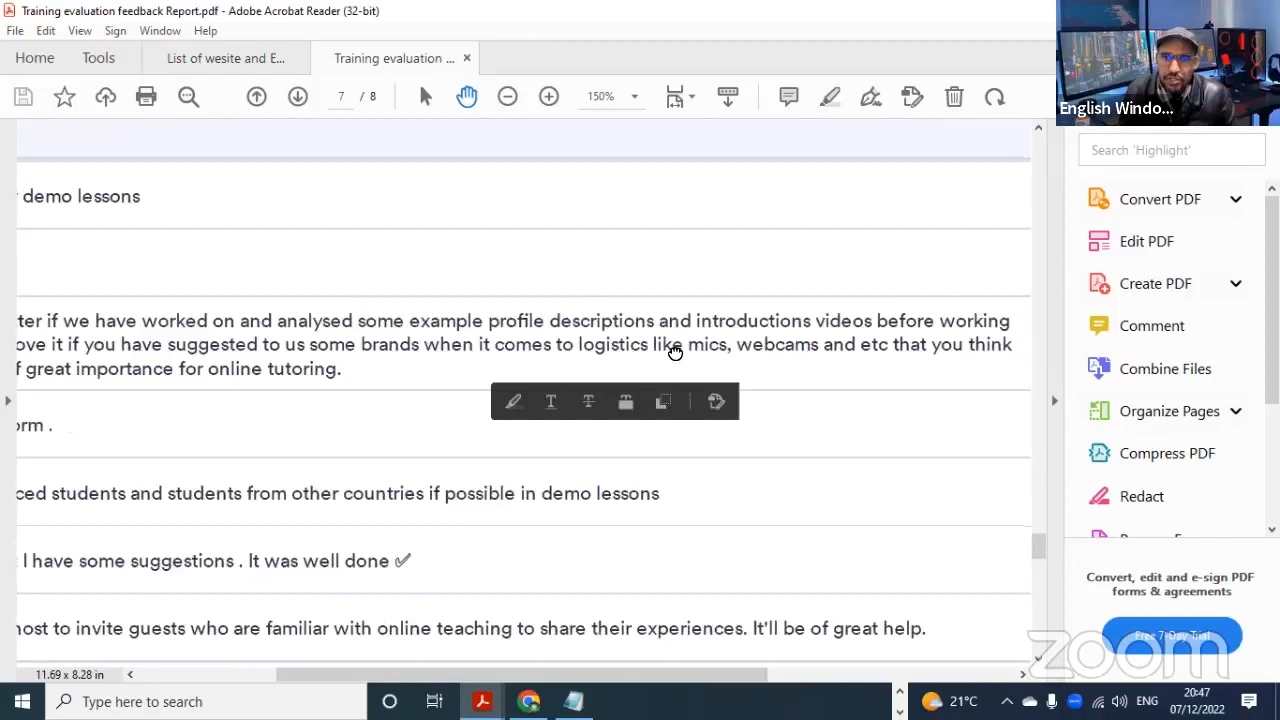 Training evaluation feedback Report.pdf - Adobe Acrobat Reader (32-bit)
File Edit View Sign Window Help
Home Tools List of wesite and E... Training evaluation ... ×
7 / 8 150%
English Windo...
Search 'Highlight'
demo lessons
Convert PDF
Edit PDF
Create PDF
Comment
Combine Files
Organize Pages
Compress PDF
Redact
ter if we have worked on and analysed some example profile descriptions and introductions videos before working
ove it if you have suggested to us some brands when it comes to logistics like mics, webcams and etc that you think
f great importance for online tutoring.
orm .
ced students and students from other countries if possible in demo lessons
I have some suggestions . It was well done ✅
nost to invite guests who are familiar with online teaching to share their experiences. It'll be of great help.
Convert, edit and e-sign PDF
forms & agreements
Free 7-Day Trial
zoom
11.69 x 8.28 in
Type here to search
21°C
ENG
20:47
07/12/2022